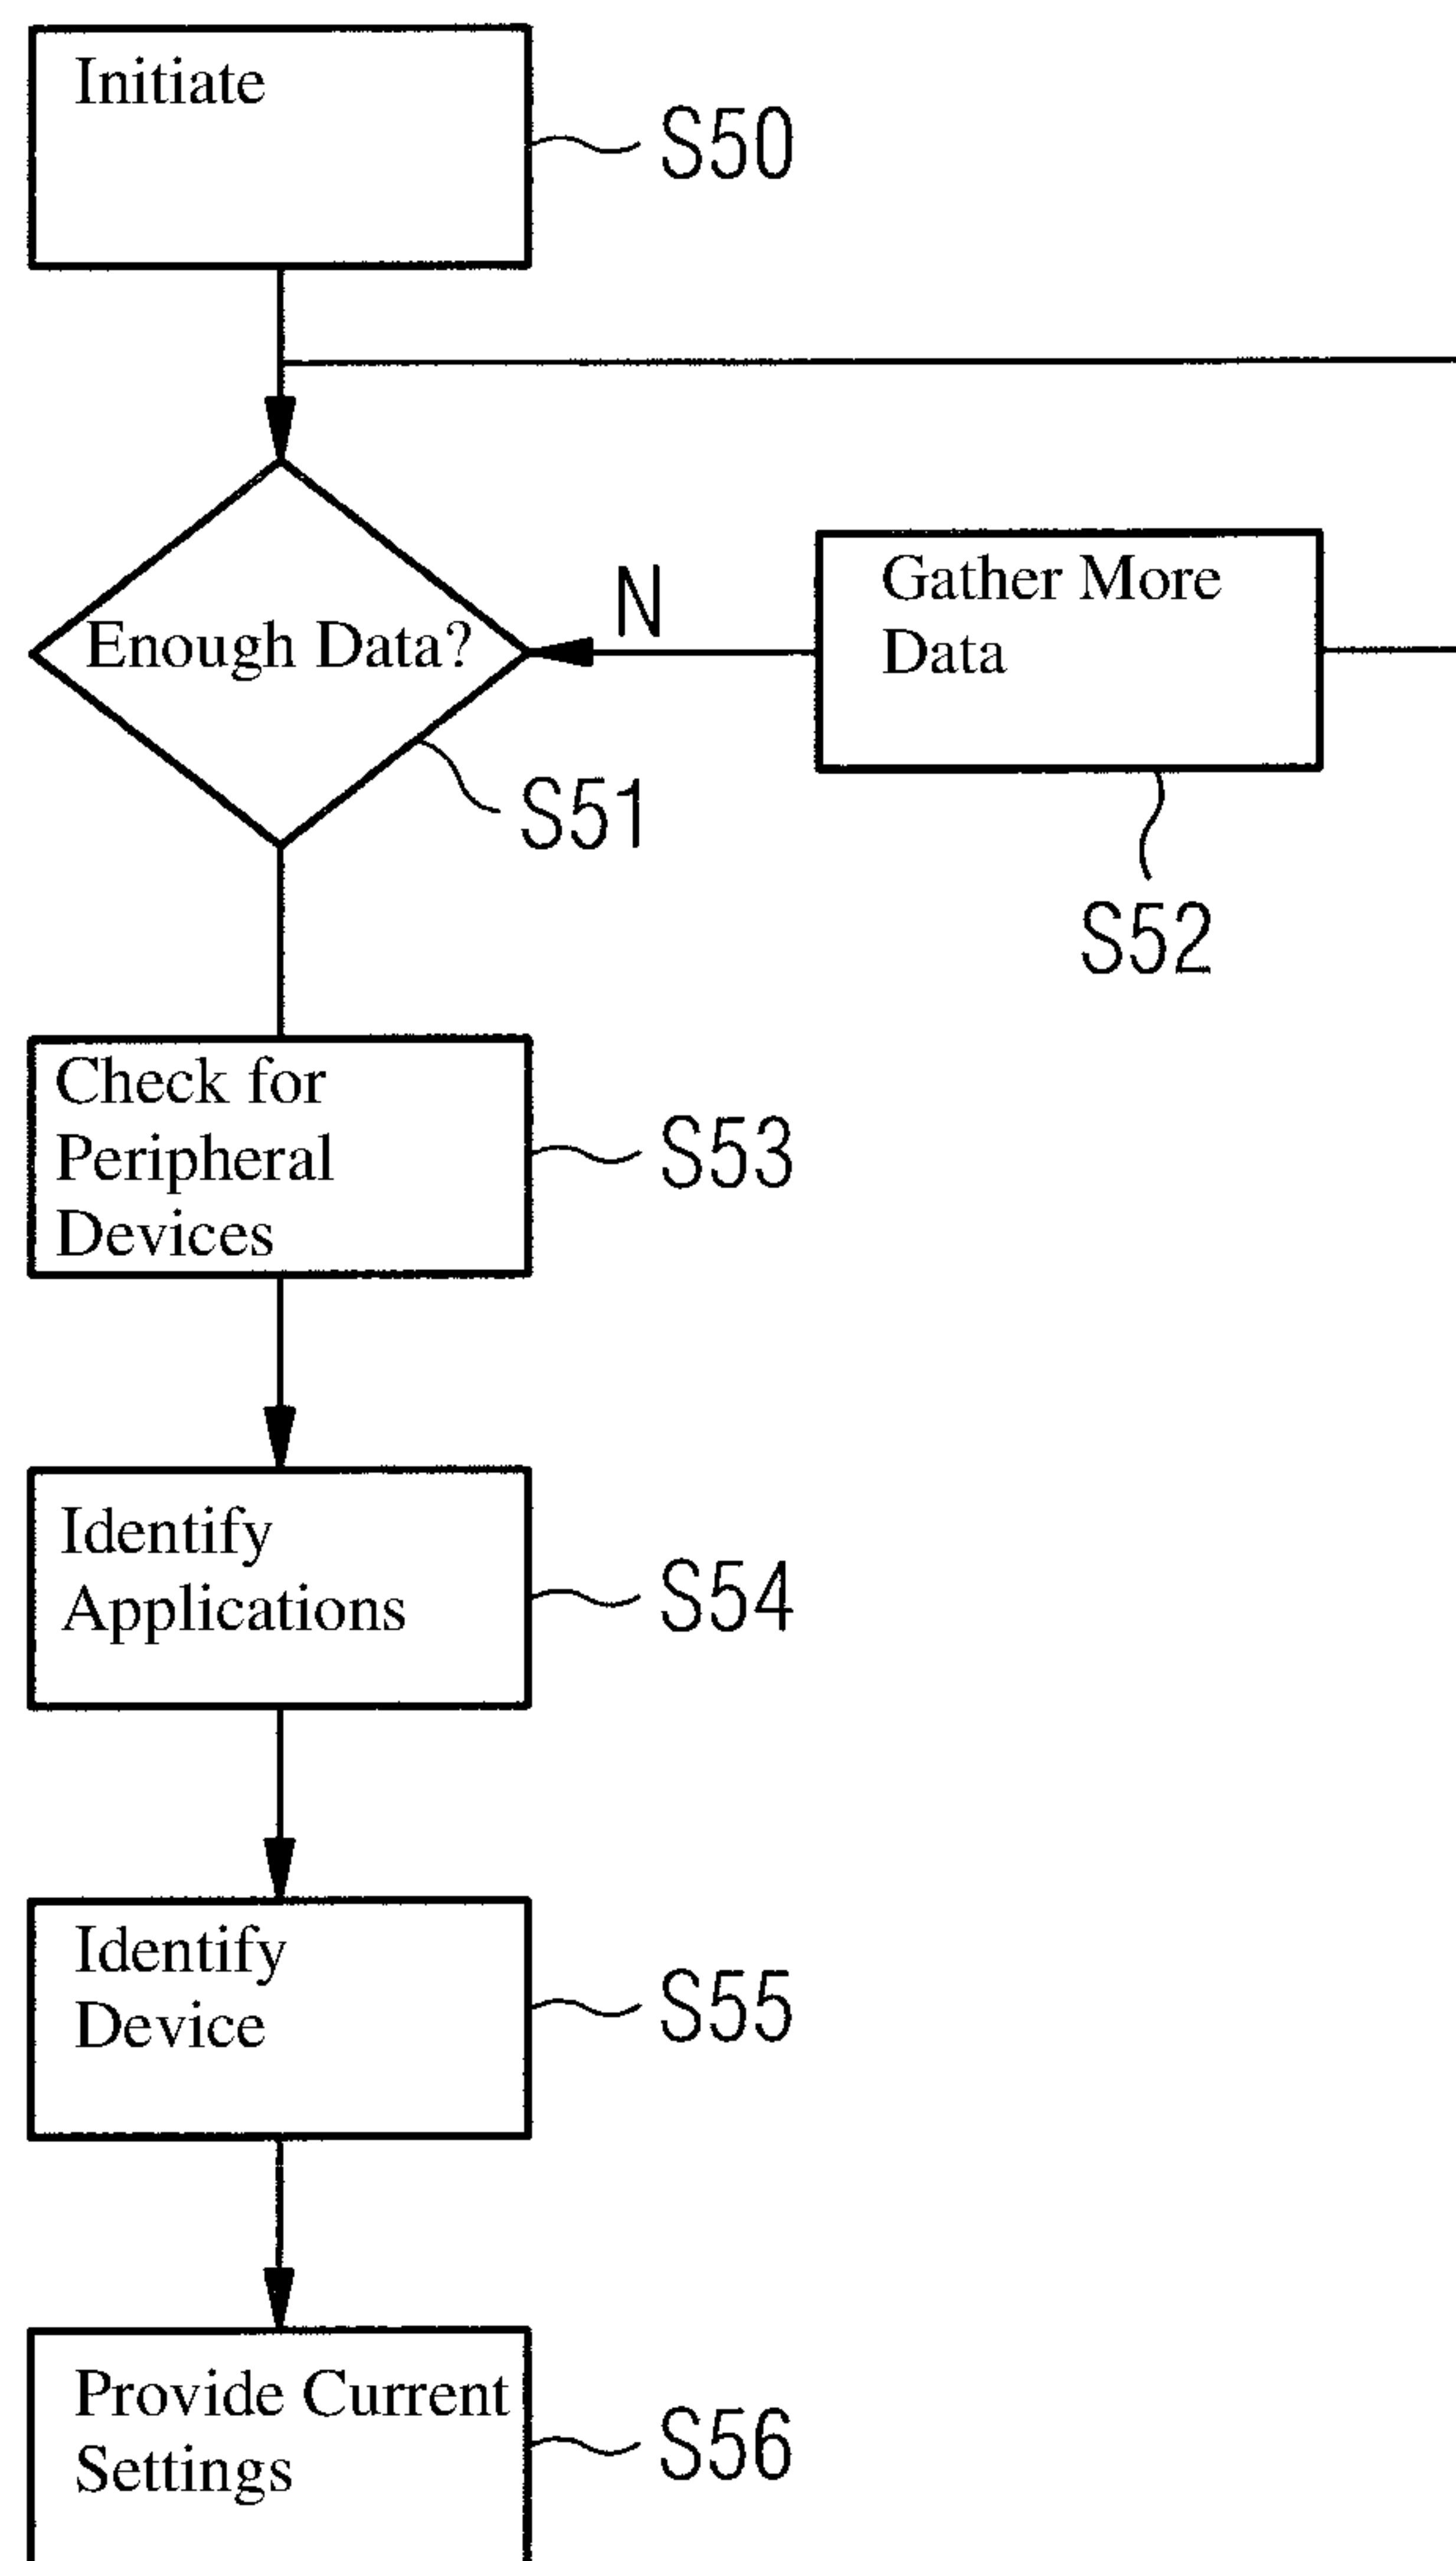 Initiate
S50
Enough Data?
N
Gather More
Data
S51
S52
Check for
Peripheral
Devices
S53
Identify
Applications
S54
Identify
Device
S55
Provide Current
Settings
S56